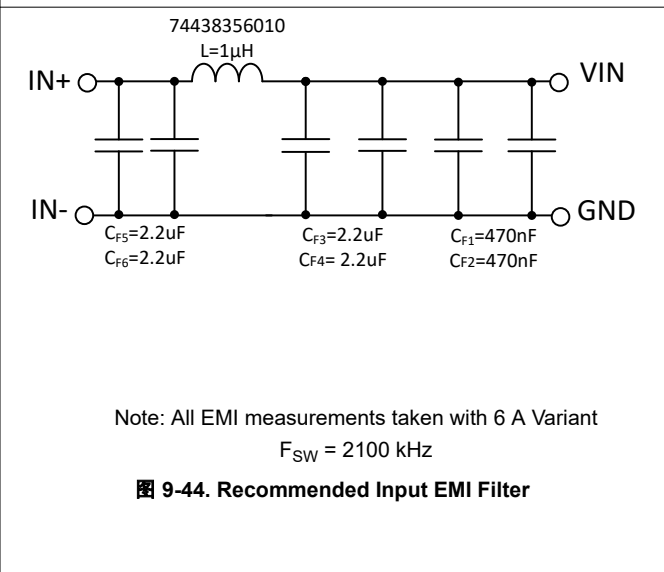 74438356010
L=1µH
IN+
VIN
IN-
GND
CF5=2.2uF
CF6=2.2uF
CF3=2.2uF
CF4= 2.2uF
CF1=470nF
CF2=470nF
Note: All EMI measurements taken with 6 A Variant
FSW = 2100 kHz
图 9-44. Recommended Input EMI Filter